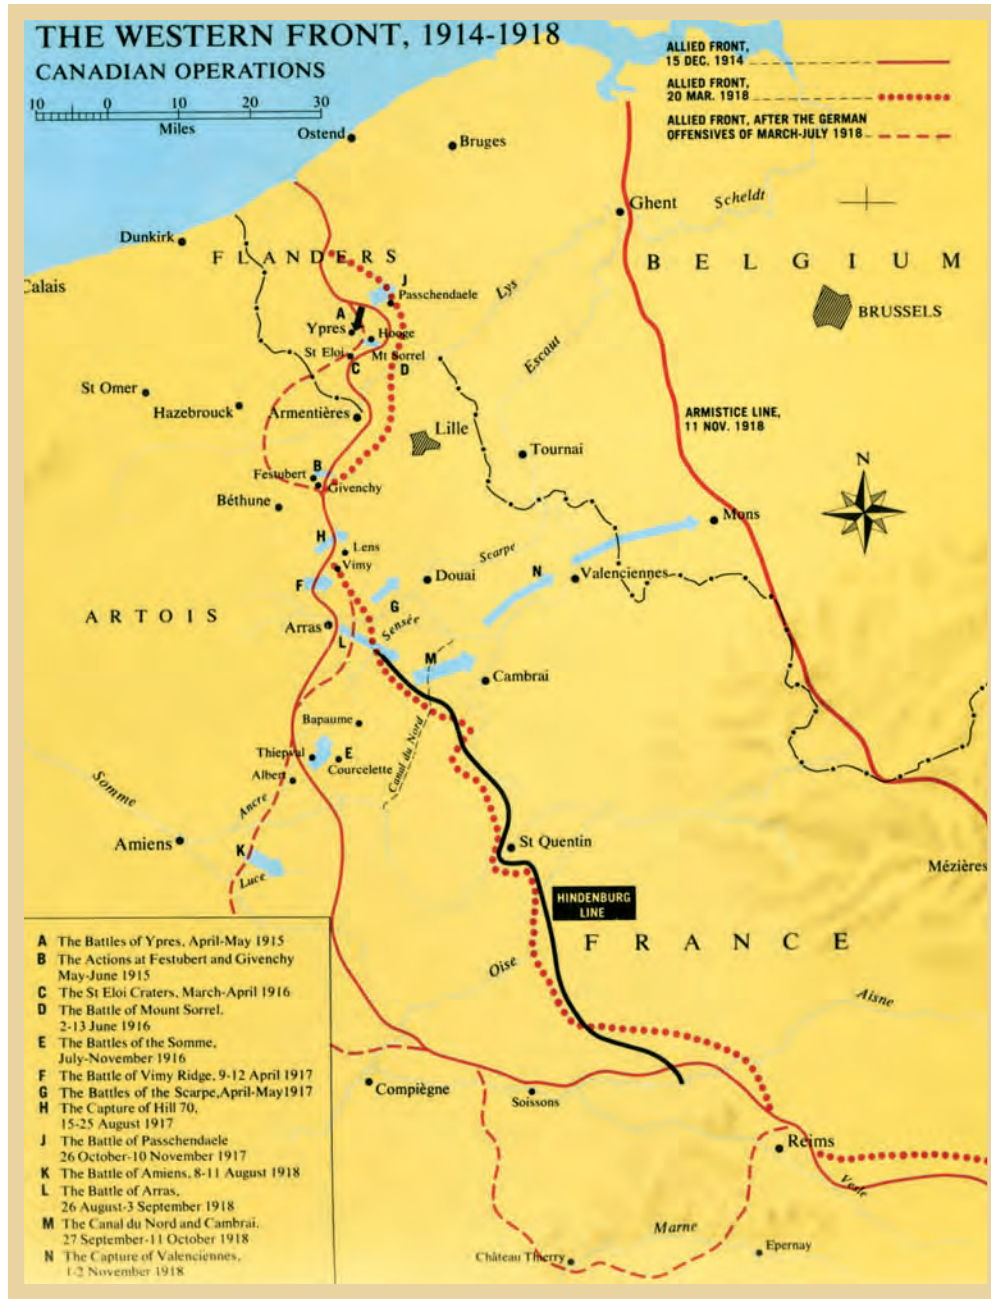 THE WESTERN FRONT, 1914-1918
CANADIAN OPERATIONS
10 0 10 20 30
Miles
ALLIED FRONT,
15 DEC. 1914
ALLIED FRONT,
20 MAR. 1918
ALLIED FRONT, AFTER THE GERMAN
OFFENSIVES OF MARCH-JULY 1918
Ostend
Bruges
Ghent
Scheldt
Dunkirk
FLANDERS
BELGIUM
Calais
J
Passchendaele
Lys
BRUSSELS
A
Ypres
Hooge
St Eloi
Mt Sorrel
C
D
Escaut
St Omer
Hazebrouck
Armentières
ARMISTICE LINE,
11 NOV. 1918
Lille
Tournai
N
B
Festubert
Givenchy
Béthune
Mons
H
Lens
Vimy
Scarpe
F
Douai
N
Valenciennes
G
ARTOIS
Arras
Sensée
L
M
Cambrai
Bapaume
Canal du Nord
Thiepval
E
Courcelette
Albert
Somme
Ancre
Amiens
K
Luce
St Quentin
Mézières
HINDENBURG
LINE
FRANCE
Oise
Aisne
Compiègne
Soissons
Reims
Vesle
Marne
Epernay
Château Thierry
A The Battles of Ypres, April-May 1915
B The Actions at Festubert and Givenchy
May-June 1915
C The St Eloi Craters, March-April 1916
D The Battle of Mount Sorrel,
2-13 June 1916
E The Battles of the Somme,
July-November 1916
F The Battle of Vimy Ridge, 9-12 April 1917
G The Battles of the Scarpe, April-May 1917
H The Capture of Hill 70,
15-25 August 1917
J The Battle of Passchendaele
26 October-10 November 1917
K The Battle of Amiens, 8-11 August 1918
L The Battle of Arras,
26 August-3 September 1918
M The Canal du Nord and Cambrai,
27 September-11 October 1918
N The Capture of Valenciennes,
1-2 November 1918